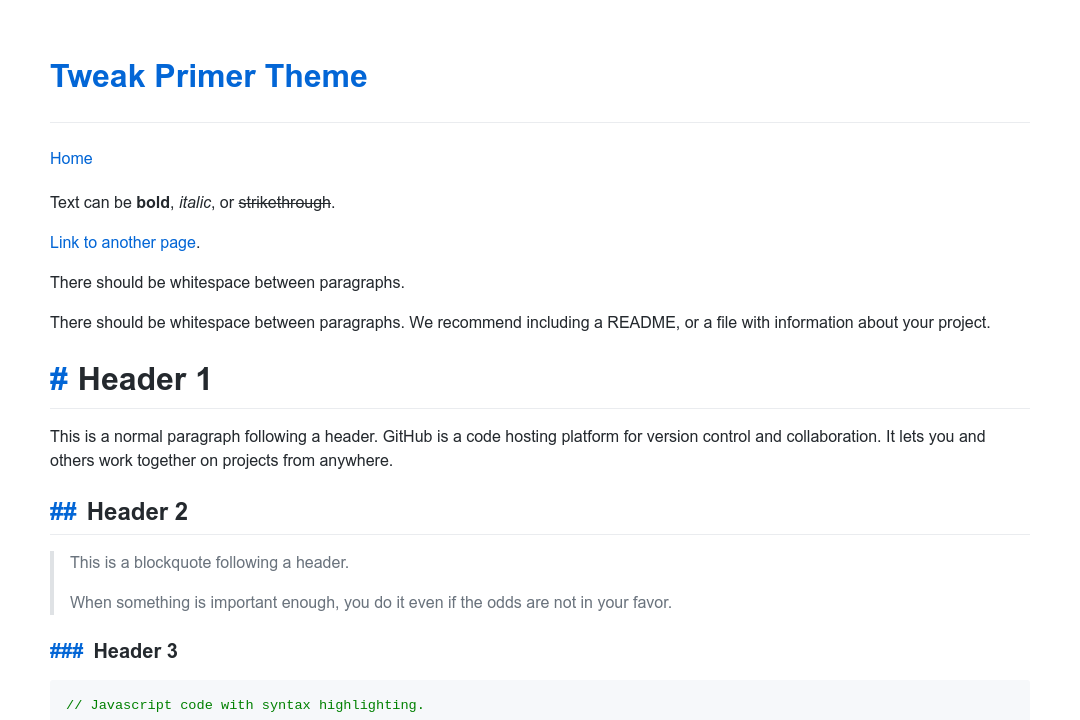 Tweak Primer Theme
Home
Text can be bold, italic, or strikethrough.
Link to another page.
There should be whitespace between paragraphs.
There should be whitespace between paragraphs. We recommend including a README, or a file with information about your project.
# Header 1
This is a normal paragraph following a header. GitHub is a code hosting platform for version control and collaboration. It lets you and
others work together on projects from anywhere.
## Header 2
This is a blockquote following a header.
When something is important enough, you do it even if the odds are not in your favor.
### Header 3
// Javascript code with syntax highlighting.